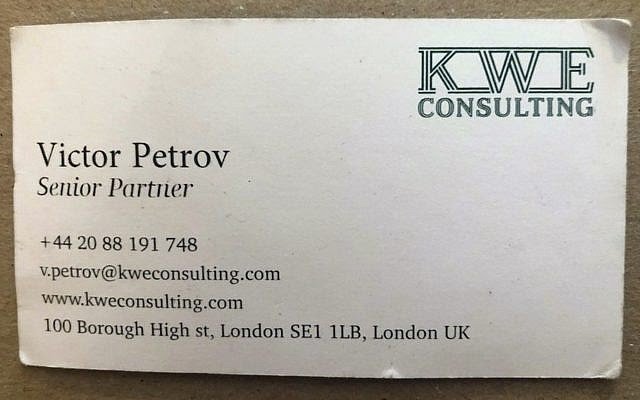 KWE
CONSULTING
Victor Petrov
Senior Partner
+44 20 88 191 748
v.petrov@kweconsulting.com
www.kweconsulting.com
100 Borough High st, London SE1 1LB, London UK